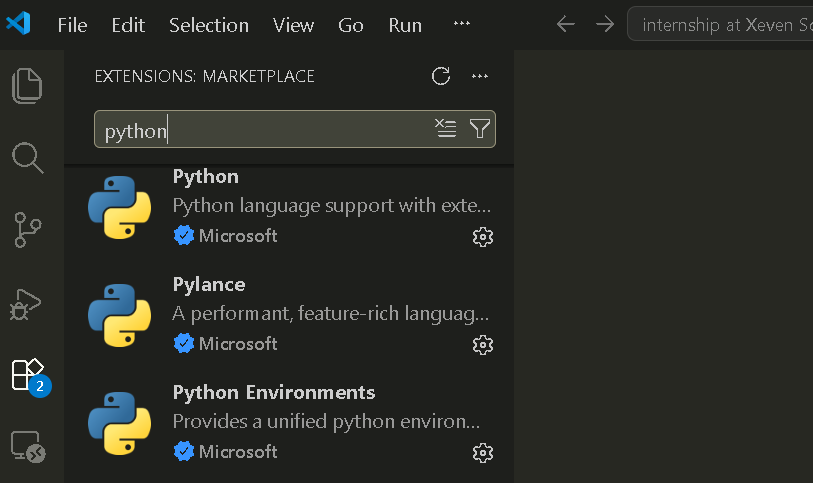 File Edit Selection View Go Run ··· internship at Xeven Sc
EXTENSIONS: MARKETPLACE
python
Python
Python language support with exte...
Microsoft
Pylance
A performant, feature-rich languag...
Microsoft
2
Python Environments
Provides a unified python environ...
Microsoft